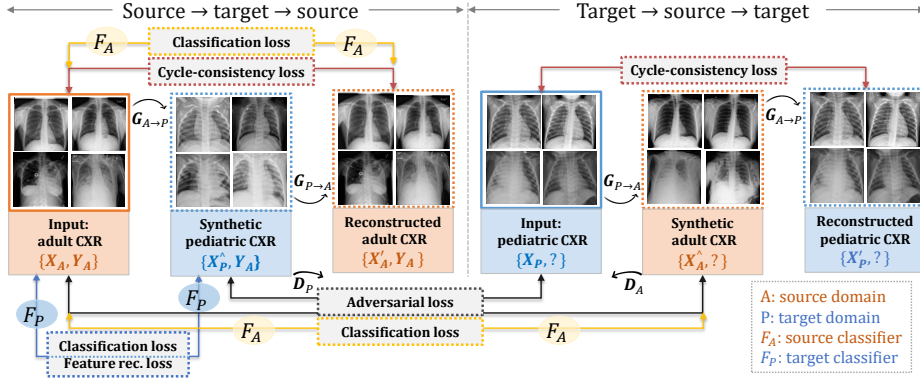 Source → target → source
Target → source → target
F_A
Classification loss
F_A
Cycle-consistency loss
Cycle-consistency loss
G_{A→P}
G_{P→A}
G_{P→A}
G_{A→P}
Input:
adult CXR
{X_A, Y_A}
Synthetic
pediatric CXR
{X_P^, Y_A}
Reconstructed
adult CXR
{X'_A, Y_A}
Input:
pediatric CXR
{X_P, ?}
Synthetic
adult CXR
{X_A^, ?}
Reconstructed
pediatric CXR
{X'_P, ?}
D_P
D_A
Adversarial loss
F_P
F_P
F_A
Classification loss
F_A
Classification loss
Feature rec. loss
A: source domain
P: target domain
F_A: source classifier
F_P: target classifier